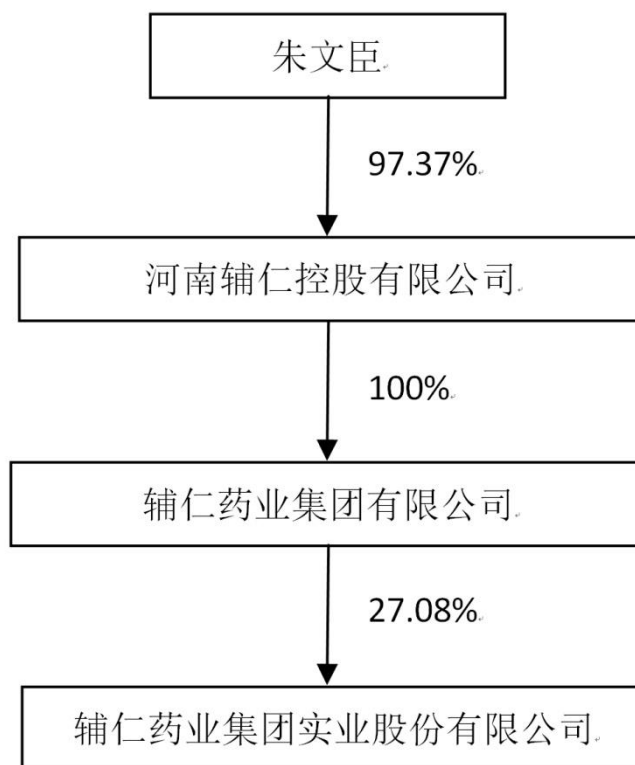 朱文臣
97.37%
河南辅仁控股有限公司
100%
辅仁药业集团有限公司
27.08%
辅仁药业集团实业股份有限公司